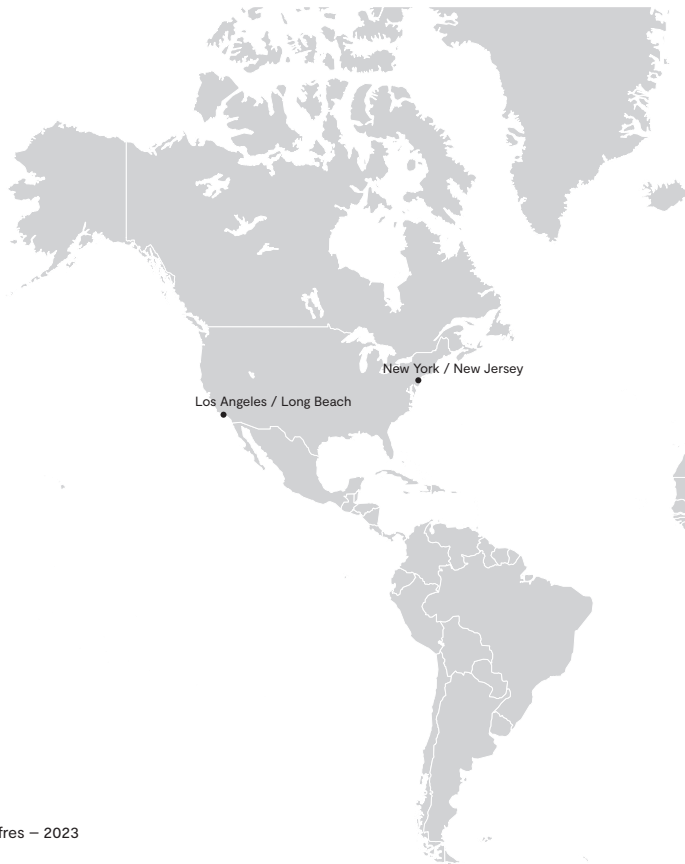 New York / New Jersey
Los Angeles / Long Beach
fres – 2023